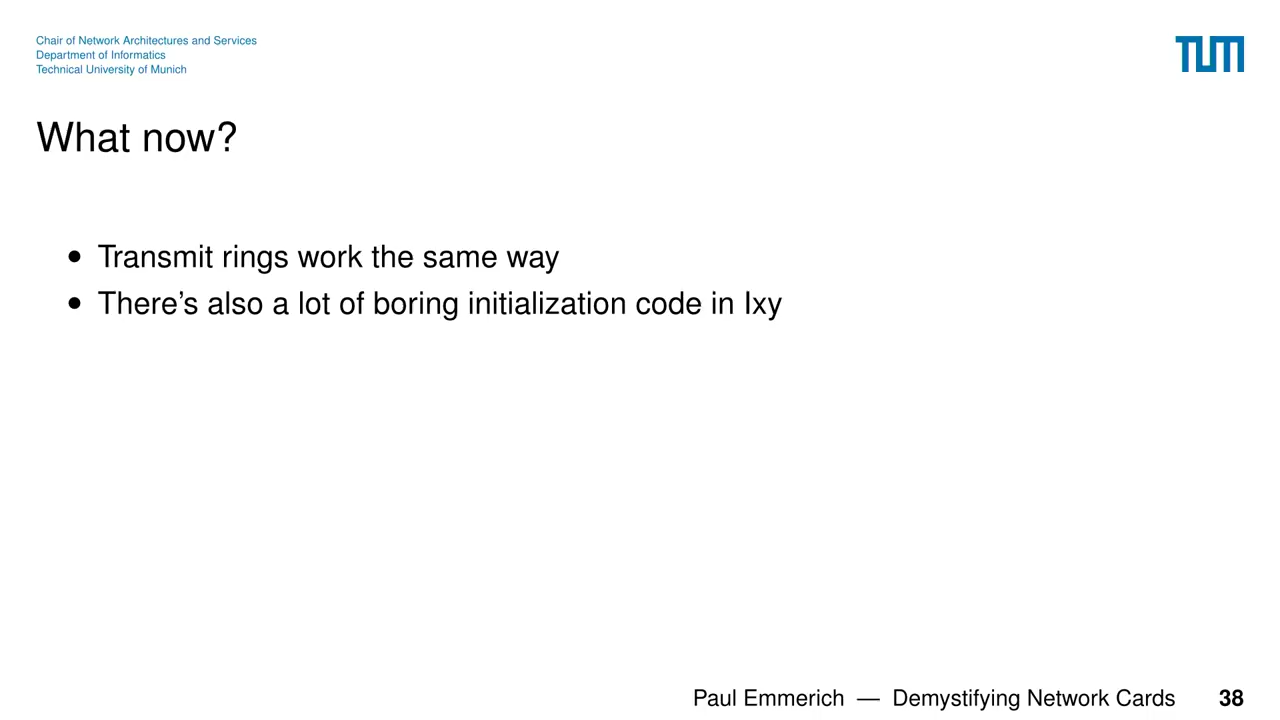 Chair of Network Architectures and Services
Department of Informatics
Technical University of Munich
TUM
What now?
• Transmit rings work the same way
• There's also a lot of boring initialization code in Ixy
Paul Emmerich — Demystifying Network Cards 38